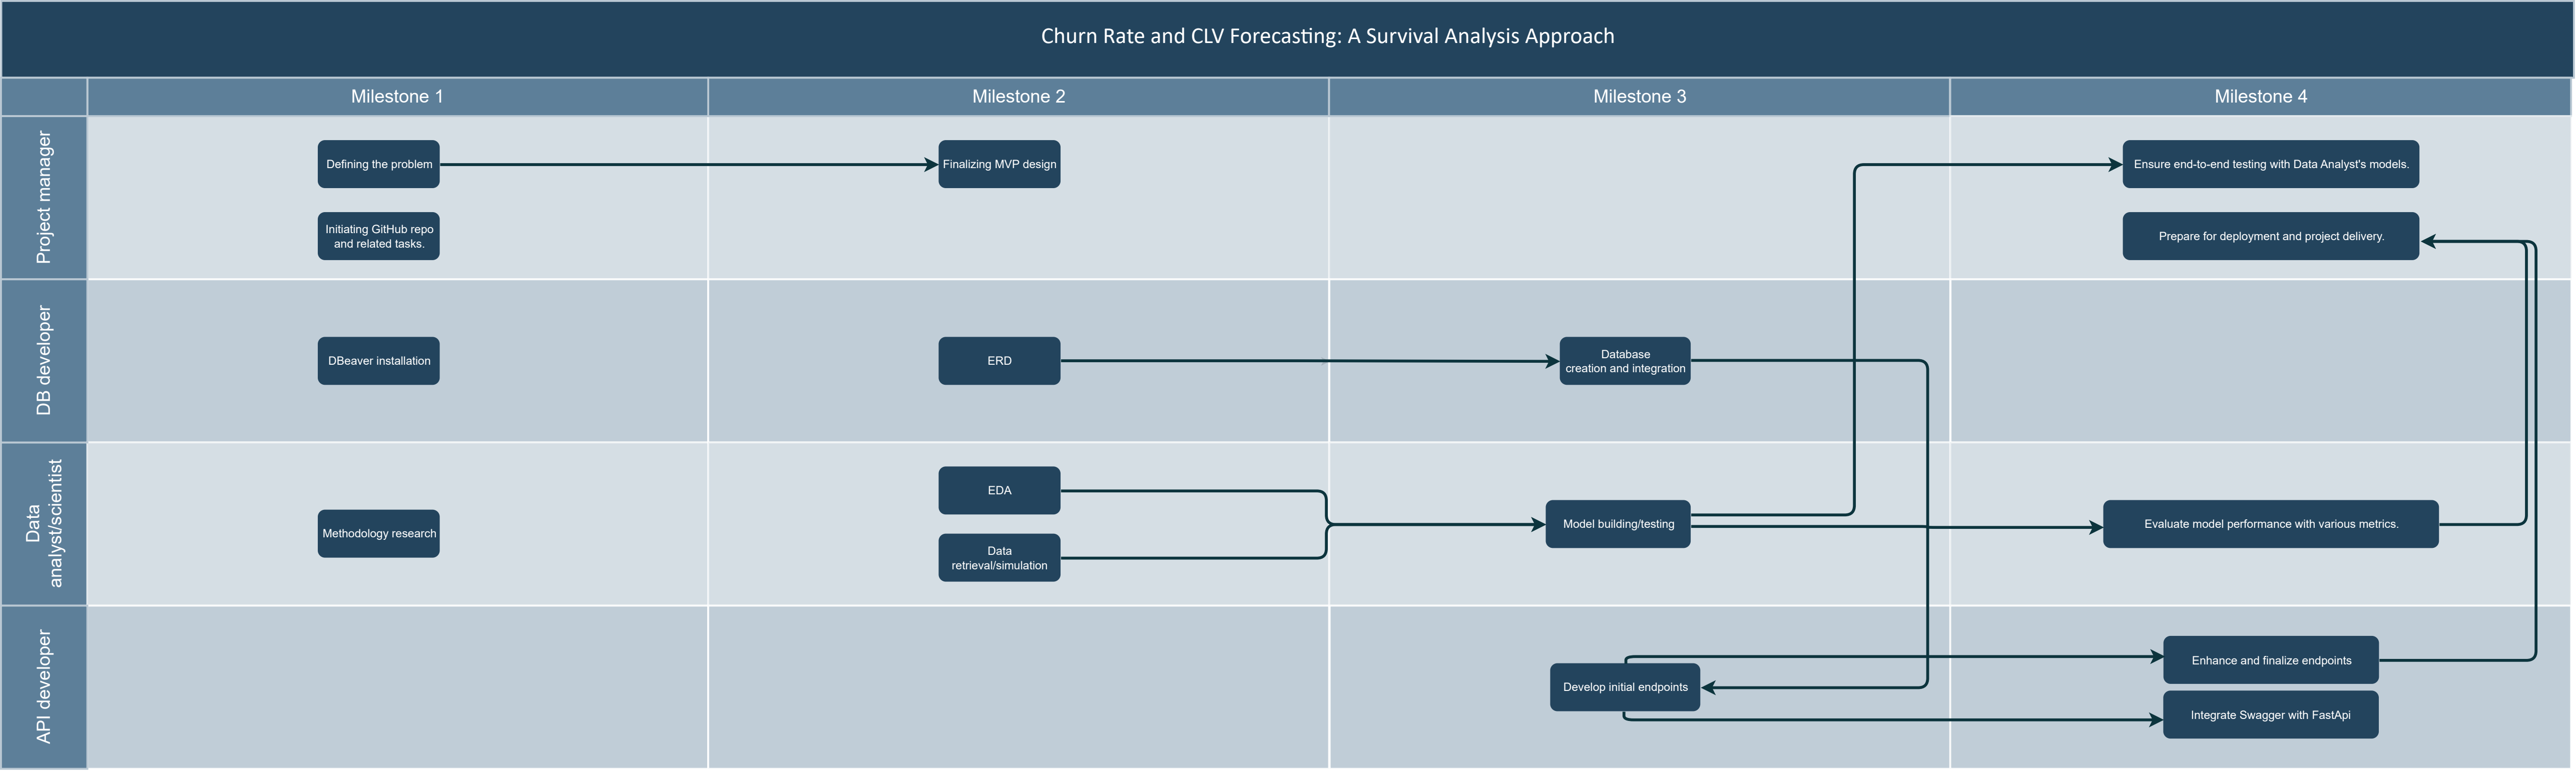 Churn Rate and CLV Forecasting: A Survival Analysis Approach
Milestone 1
Milestone 2
Milestone 3
Milestone 4
Project manager
Defining the problem
Finalizing MVP design
Ensure end-to-end testing with Data Analyst's models.
Initiating GitHub repo
and related tasks.
Prepare for deployment and project delivery.
DB developer
DBeaver installation
ERD
Database
creation and integration
Data
analyst/scientist
Methodology research
EDA
Data
retrieval/simulation
Model building/testing
Evaluate model performance with various metrics.
API developer
Develop initial endpoints
Enhance and finalize endpoints
Integrate Swagger with FastApi